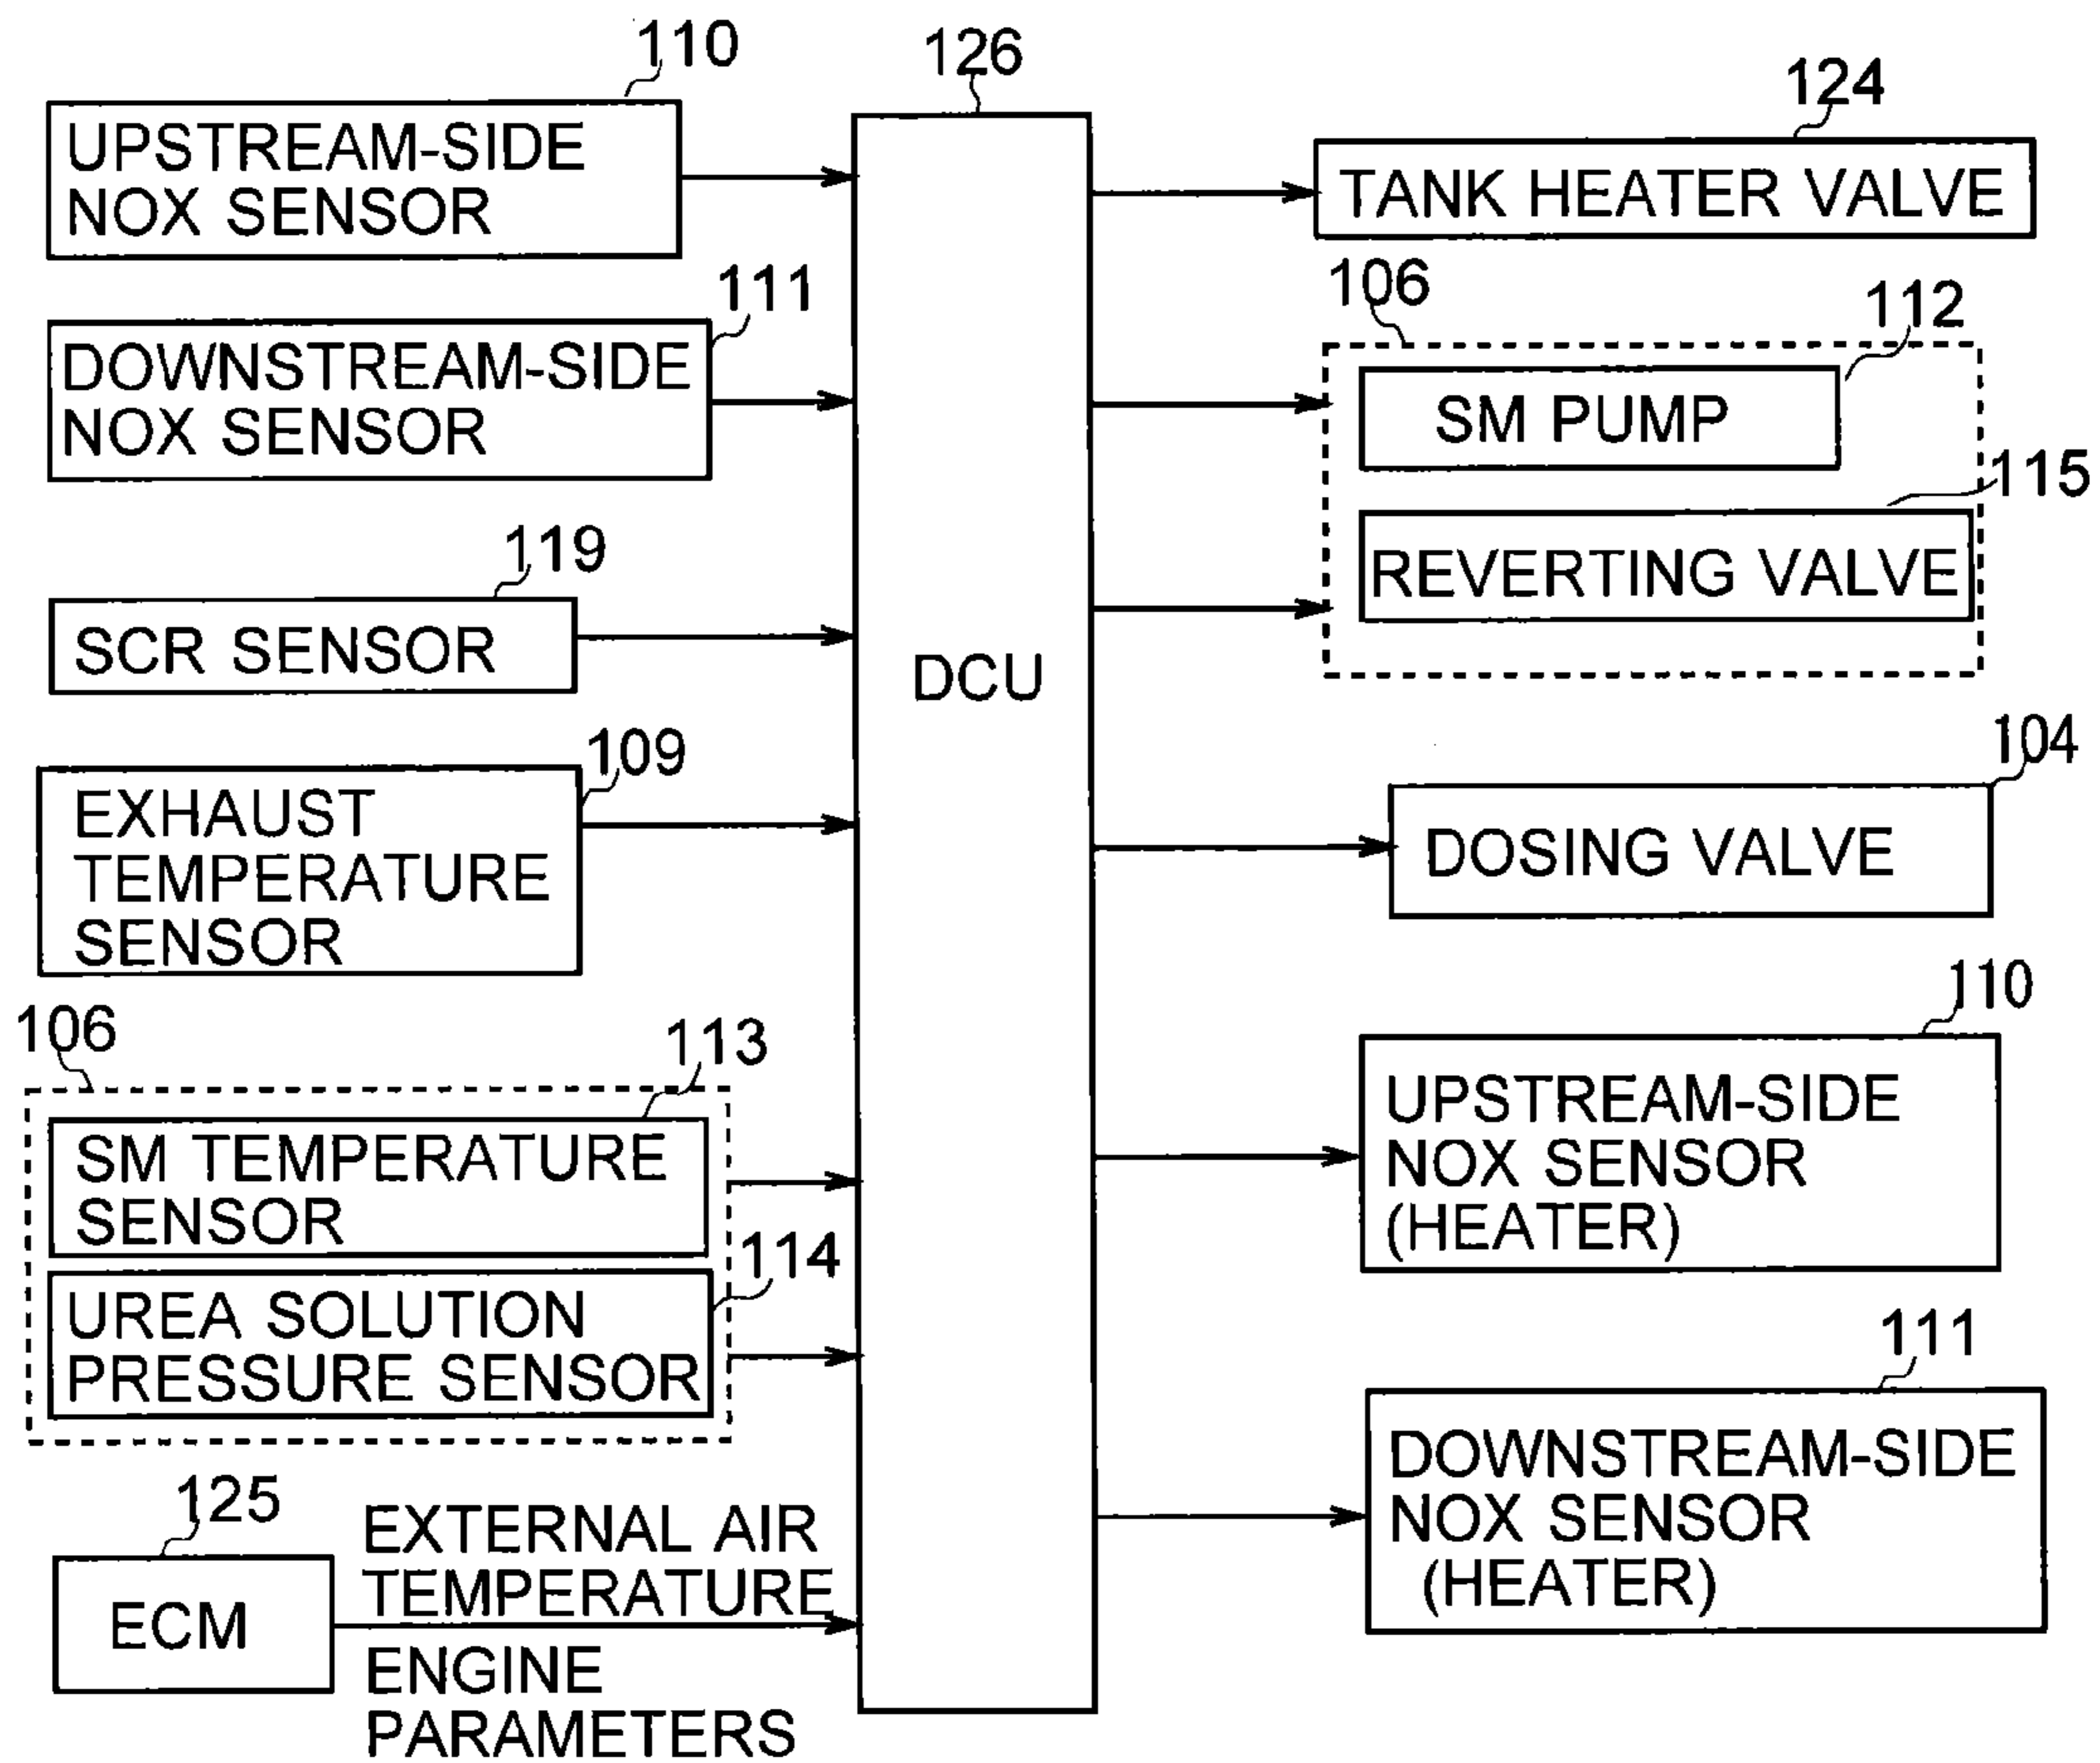 110
UPSTREAM-SIDE
NOX SENSOR
111
DOWNSTREAM-SIDE
NOX SENSOR
119
SCR SENSOR
109
EXHAUST
TEMPERATURE
SENSOR
106
113
SM TEMPERATURE
SENSOR
114
UREA SOLUTION
PRESSURE SENSOR
125
ECM
EXTERNAL AIR
TEMPERATURE
ENGINE
PARAMETERS
126
DCU
124
TANK HEATER VALVE
106
112
SM PUMP
115
REVERTING VALVE
104
DOSING VALVE
110
UPSTREAM-SIDE
NOX SENSOR
(HEATER)
111
DOWNSTREAM-SIDE
NOX SENSOR
(HEATER)